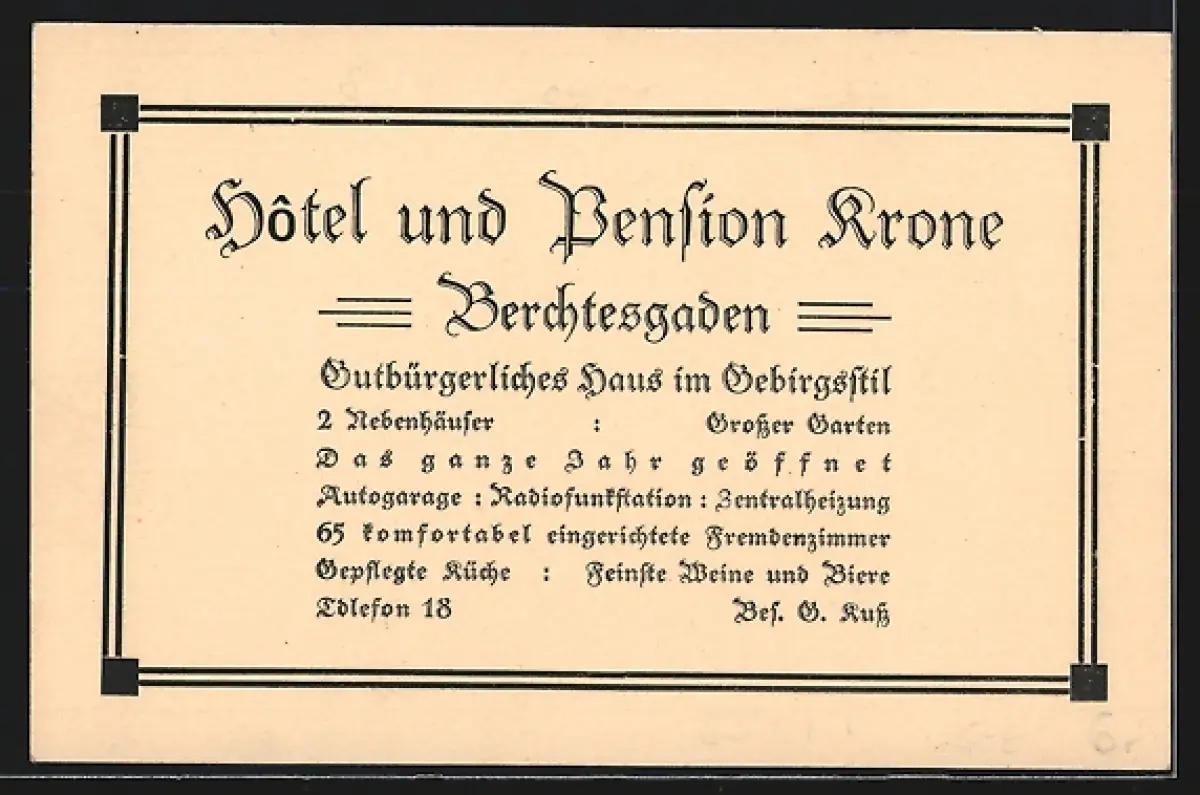 Hôtel und Pension Krone
Berchtesgaden
Gutbürgerliches Haus im Gebirgsstil
2 Nebenhäuser : Großer Garten
Das ganze Jahr geöffnet
Autogarage : Radiofunkstation : Zentralheizung
65 komfortabel eingerichtete Fremdenzimmer
Gepflegte Küche : Feinste Weine und Biere
Tdlefon 18 Bes. G. Kuß